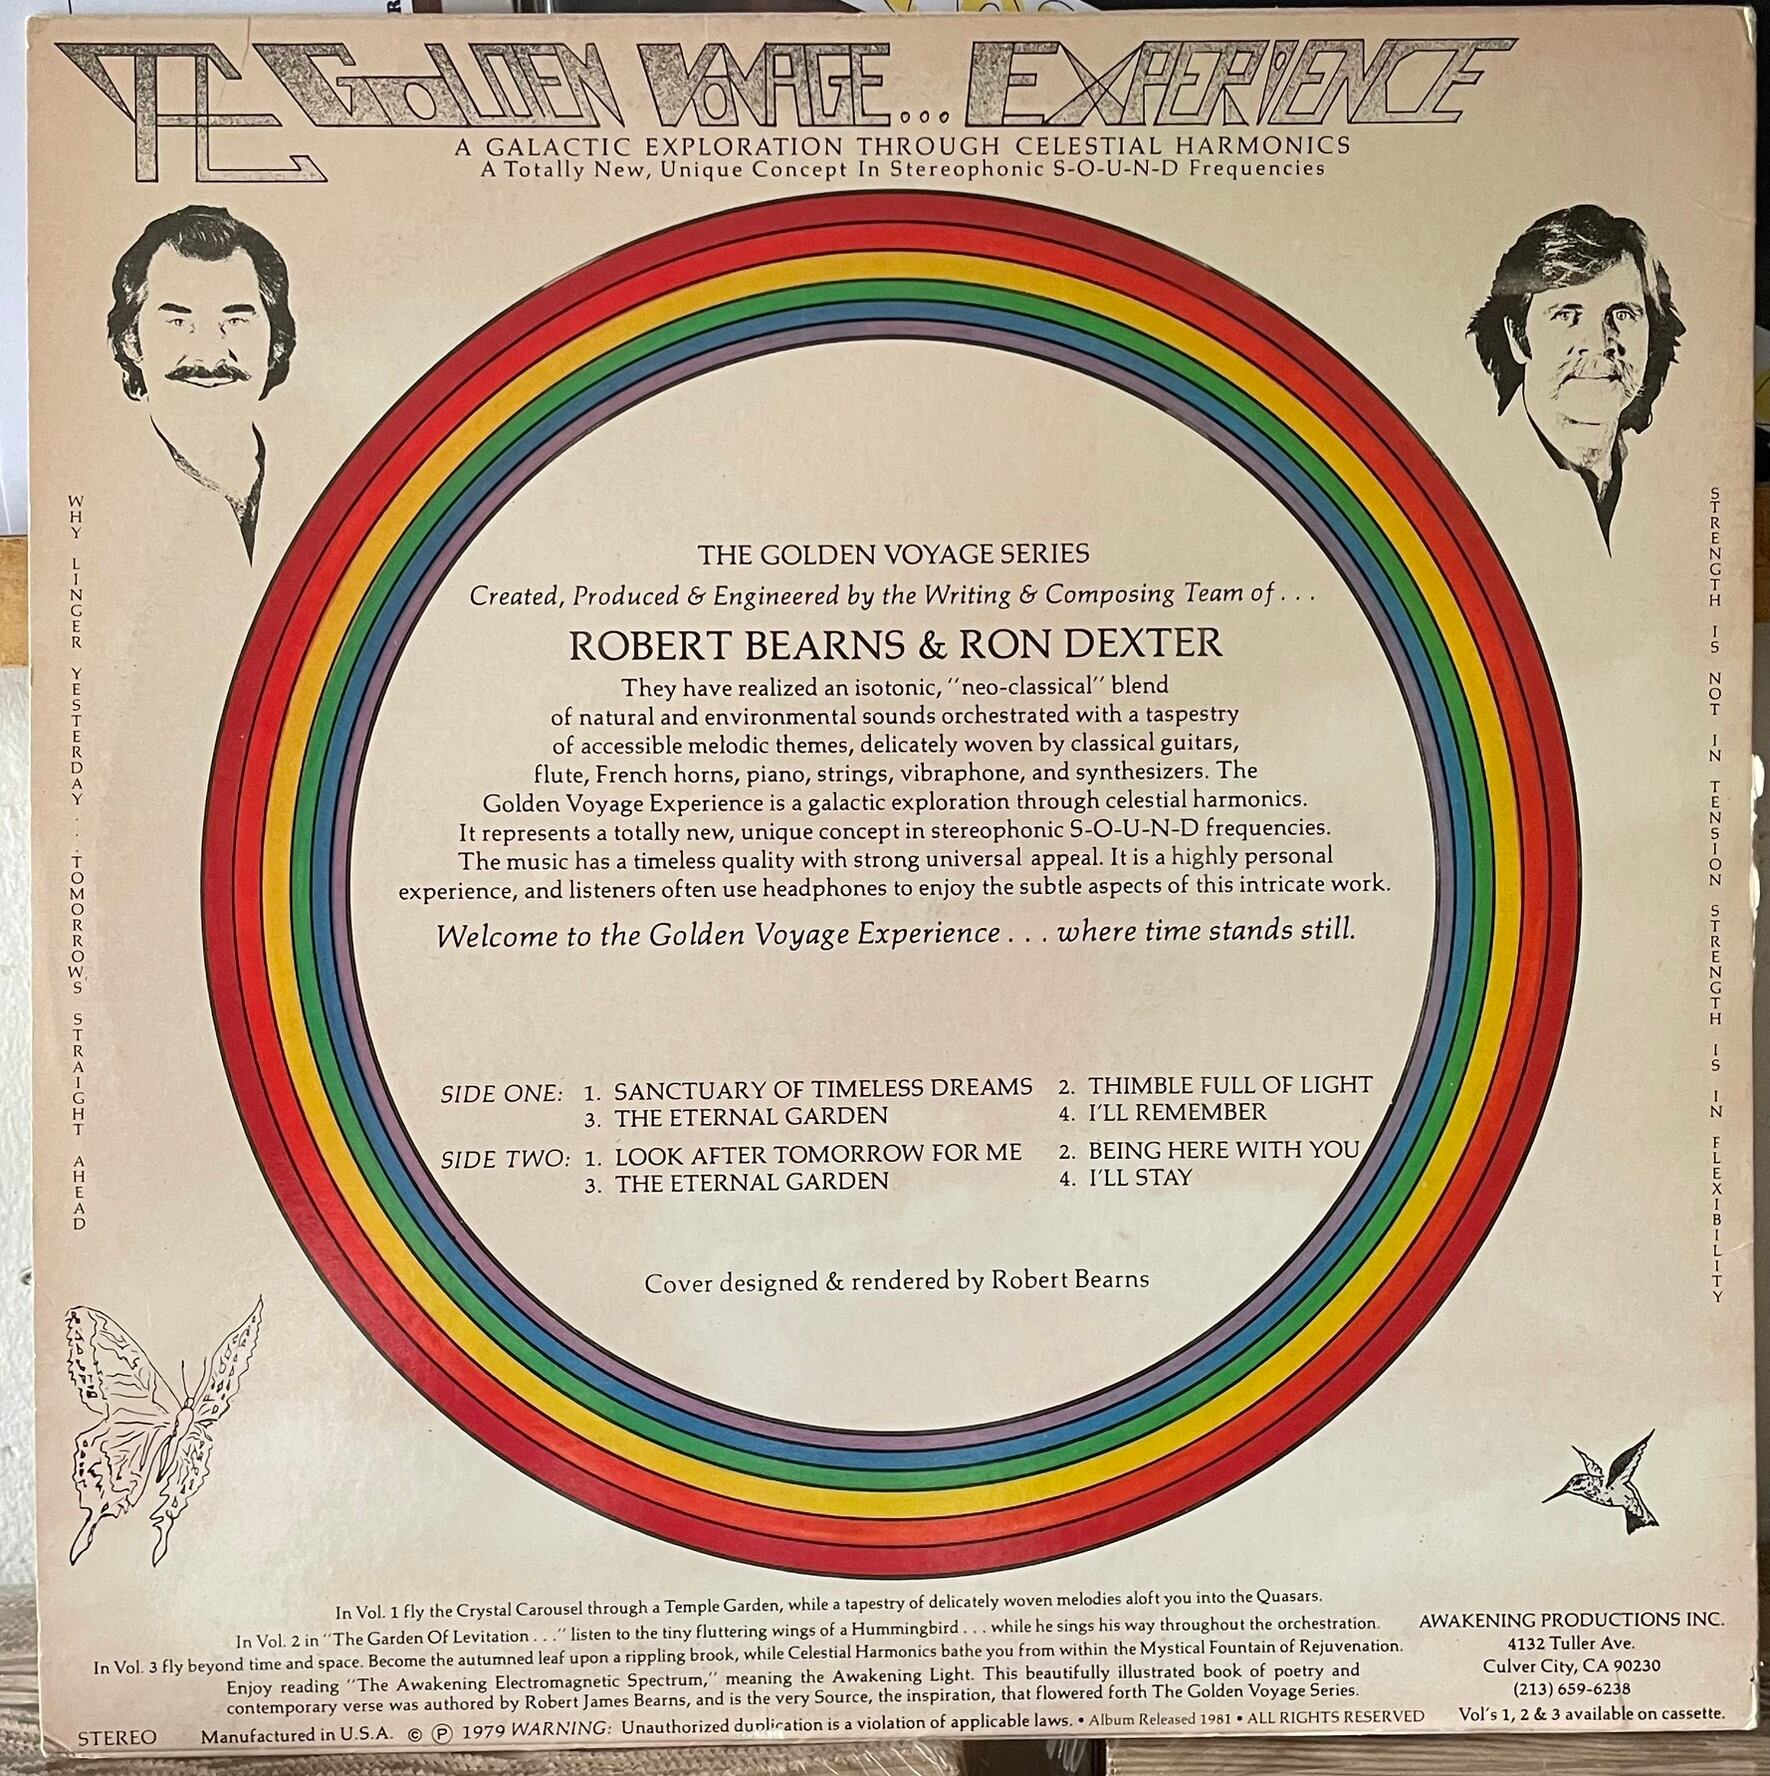 THE GOLDEN VOYAGE... EXPERIENCE
A GALACTIC EXPLORATION THROUGH CELESTIAL HARMONICS
A Totally New, Unique Concept In Stereophonic S-O-U-N-D Frequencies
WHY LINGER YESTERDAY . . . TOMORROW'S STRAIGHT AHEAD
STRENGTH IS NOT IN TENSION STRENGTH IS IN FLEXIBILITY
THE GOLDEN VOYAGE SERIES
Created, Produced & Engineered by the Writing & Composing Team of . . .
ROBERT BEARNS & RON DEXTER
They have realized an isotonic, "neo-classical" blend
of natural and environmental sounds orchestrated with a taspestry
of accessible melodic themes, delicately woven by classical guitars,
flute, French horns, piano, strings, vibraphone, and synthesizers. The
Golden Voyage Experience is a galactic exploration through celestial harmonics.
It represents a totally new, unique concept in stereophonic S-O-U-N-D frequencies.
The music has a timeless quality with strong universal appeal. It is a highly personal
experience, and listeners often use headphones to enjoy the subtle aspects of this intricate work.
Welcome to the Golden Voyage Experience . . . where time stands still.
SIDE ONE: 1. SANCTUARY OF TIMELESS DREAMS 2. THIMBLE FULL OF LIGHT
3. THE ETERNAL GARDEN 4. I'LL REMEMBER
SIDE TWO: 1. LOOK AFTER TOMORROW FOR ME 2. BEING HERE WITH YOU
3. THE ETERNAL GARDEN 4. I'LL STAY
Cover designed & rendered by Robert Bearns
In Vol. 1 fly the Crystal Carousel through a Temple Garden, while a tapestry of delicately woven melodies aloft you into the Quasars.
In Vol. 2 in "The Garden Of Levitation . . ." listen to the tiny fluttering wings of a Hummingbird . . . while he sings his way throughout the orchestration.
In Vol. 3 fly beyond time and space. Become the autumned leaf upon a rippling brook, while Celestial Harmonics bathe you from within the Mystical Fountain of Rejuvenation.
Enjoy reading "The Awakening Electromagnetic Spectrum," meaning the Awakening Light. This beautifully illustrated book of poetry and
contemporary verse was authored by Robert James Bearns, and is the very Source, the inspiration, that flowered forth The Golden Voyage Series.
AWAKENING PRODUCTIONS INC.
4132 Tuller Ave.
Culver City, CA 90230
(213) 659-6238
Vol's 1, 2 & 3 available on cassette.
STEREO Manufactured in U.S.A. © ℗ 1979 WARNING: Unauthorized duplication is a violation of applicable laws. • Album Released 1981 • ALL RIGHTS RESERVED